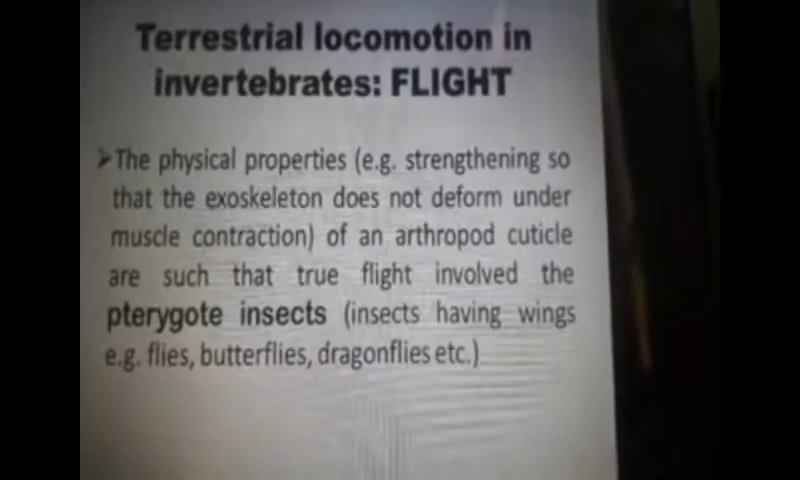 Terrestrial locomotion in
invertebrates: FLIGHT
➤The physical properties (e.g. strengthening so
that the exoskeleton does not deform under
muscle contraction) of an arthropod cuticle
are such that true flight involved the
pterygote insects (insects having wings
e.g. flies, butterflies, dragonflies etc.)